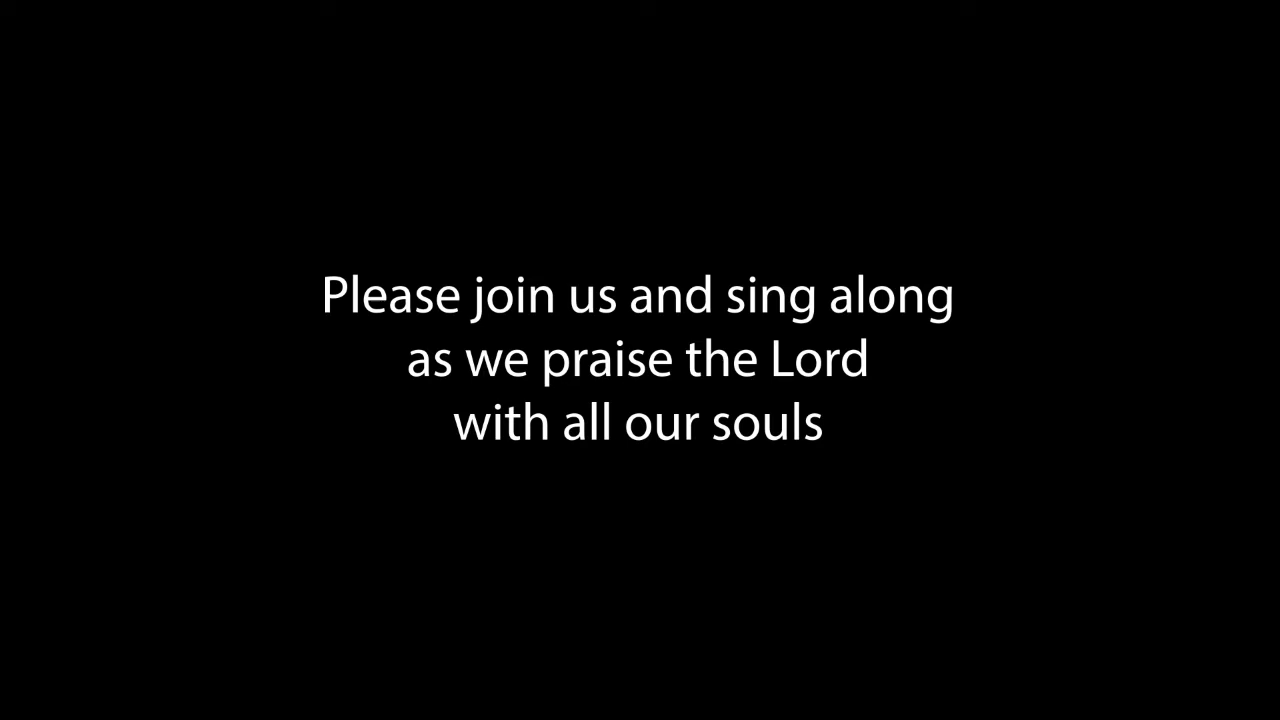 Please join us and sing along
as we praise the Lord
with all our souls